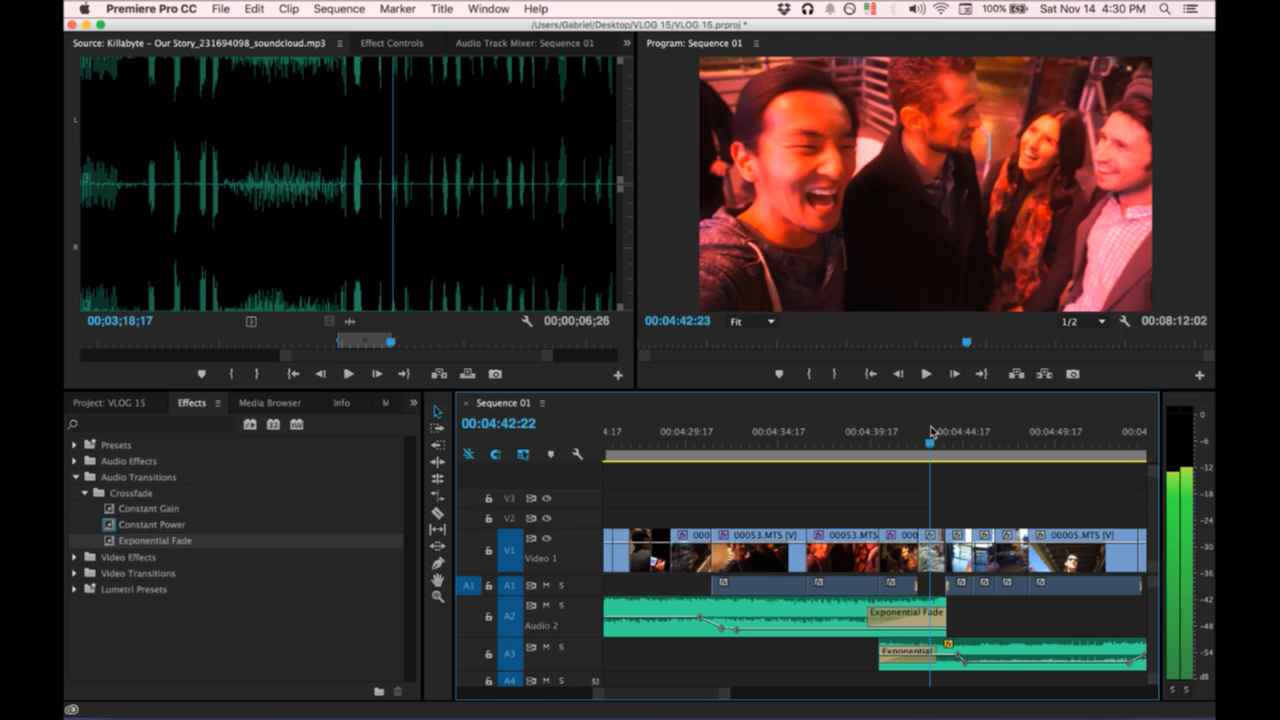 Premiere Pro CC File Edit Clip Sequence Marker Title Window Help 100% Sat Nov 14 4:30 PM
/Users/Gabriel/Desktop/VLOG 15/VLOG 15.prproj *
Source: Killabyte - Our Story_231694098_soundcloud.mp3 Effect Controls Audio Track Mixer: Sequence 01
Program: Sequence 01
L
R
00;03;18;17 00;00;06;26
00:04:42:23 Fit 1/2 00:08:12:02
Project: VLOG 15 Effects Media Browser Info M
Presets
Audio Effects
Audio Transitions
Crossfade
Constant Gain
Constant Power
Exponential Fade
Video Effects
Video Transitions
Lumetri Presets
Sequence 01
00:04:42:22
4:17 00:04:29:17 00:04:34:17 00:04:39:17 00:04:44:17 00:04:49:17 00:04
V3
V2
V1 Video 1
000 00053.MTS [V] 00053.MTS 000 00005.MTS [V]
A1 A1 M S
A2 M S
Audio 2
Exponential Fade
A3 M S
Exponential
A4 M S
0
-6
-12
-18
-24
-30
-36
-42
-48
-54
dB
S S